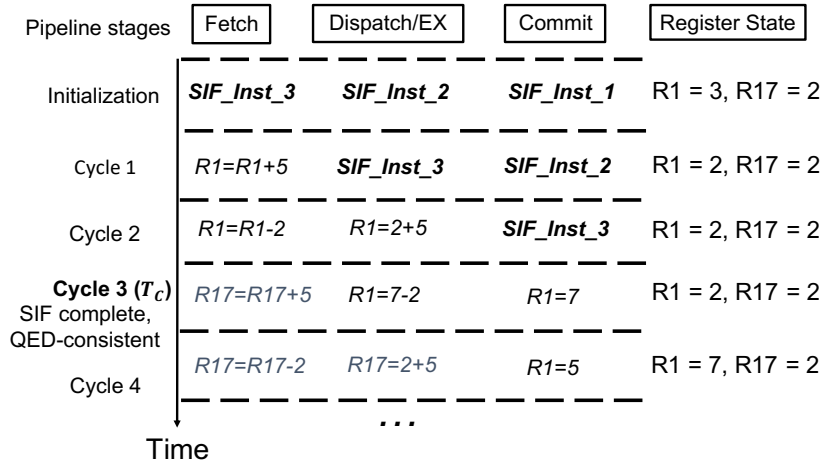 Pipeline stages Fetch Dispatch/EX Commit Register State
Initialization SIF_Inst_3 SIF_Inst_2 SIF_Inst_1 R1 = 3, R17 = 2
Cycle 1 R1=R1+5 SIF_Inst_3 SIF_Inst_2 R1 = 2, R17 = 2
Cycle 2 R1=R1-2 R1=2+5 SIF_Inst_3 R1 = 2, R17 = 2
Cycle 3 (T_C) R17=R17+5 R1=7-2 R1=7 R1 = 2, R17 = 2
SIF complete,
QED-consistent
Cycle 4 R17=R17-2 R17=2+5 R1=5 R1 = 7, R17 = 2
...
Time